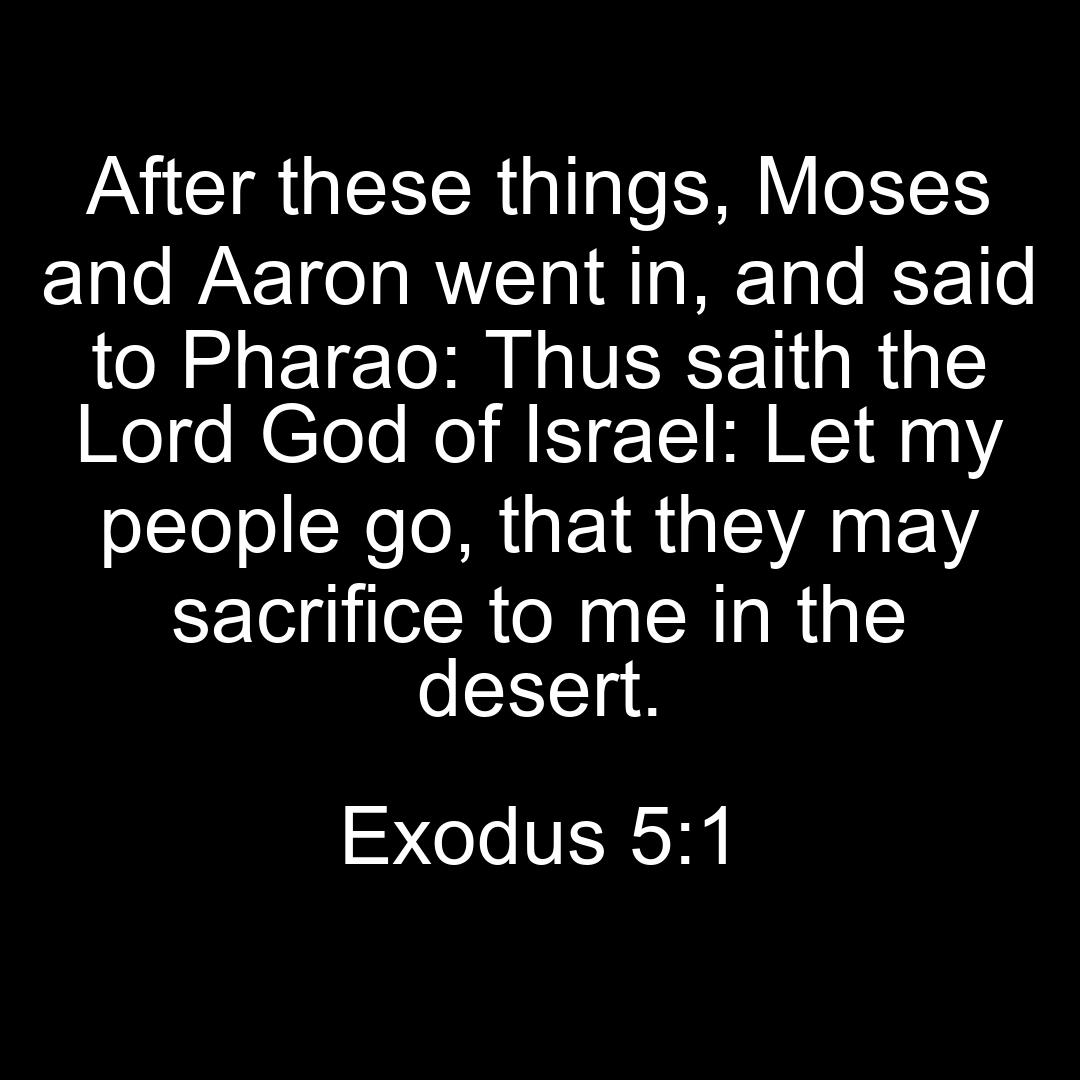 After these things, Moses
and Aaron went in, and said
to Pharao: Thus saith the
Lord God of Israel: Let my
people go, that they may
sacrifice to me in the
desert.
Exodus 5:1